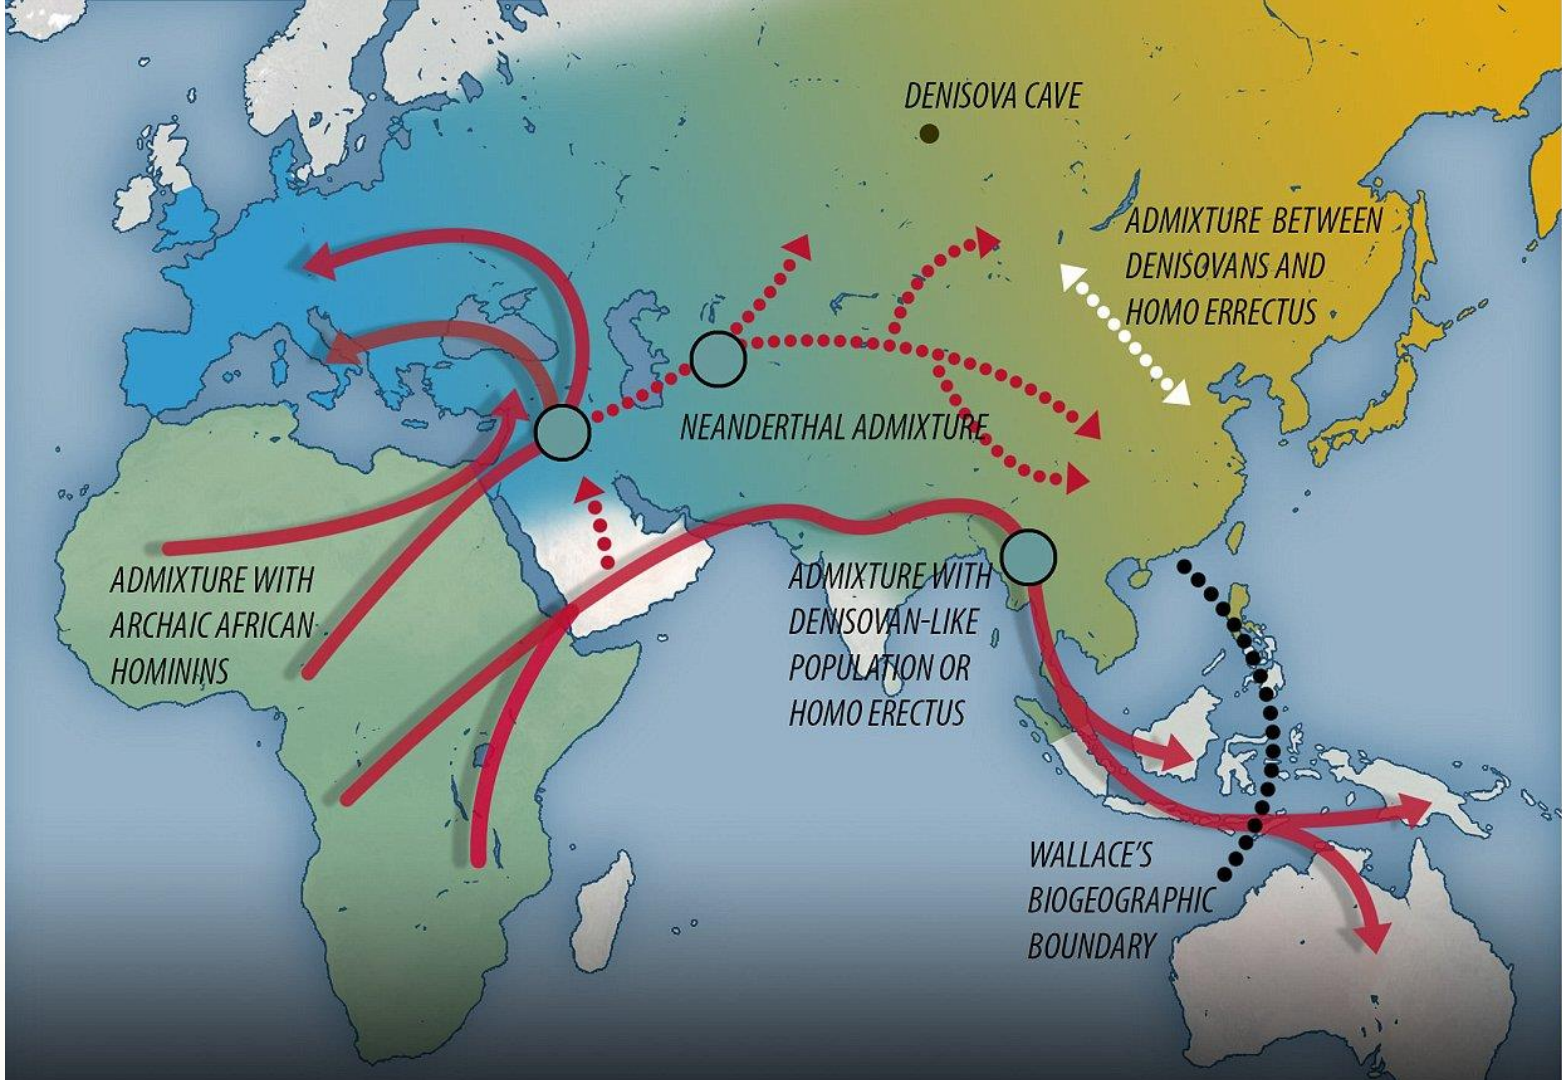 DENISOVA CAVE
ADMIXTURE BETWEEN
DENISOVANS AND
HOMO ERRECTUS
NEANDERTHAL ADMIXTURE
ADMIXTURE WITH
ARCHAIC AFRICAN
HOMININS
ADMIXTURE WITH
DENISOVAN-LIKE
POPULATION OR
HOMO ERECTUS
WALLACE'S
BIOGEOGRAPHIC
BOUNDARY